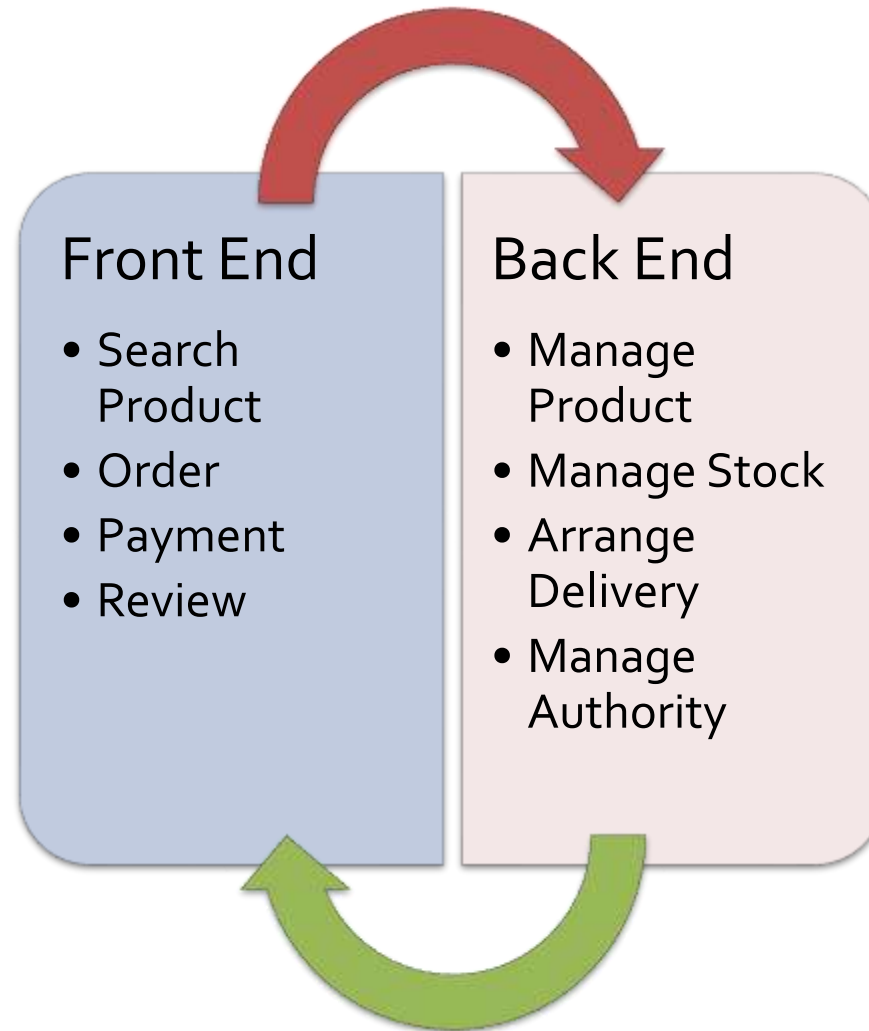 Front End
• Search
Product
• Order
• Payment
• Review
Back End
• Manage
Product
• Manage Stock
• Arrange
Delivery
• Manage
Authority